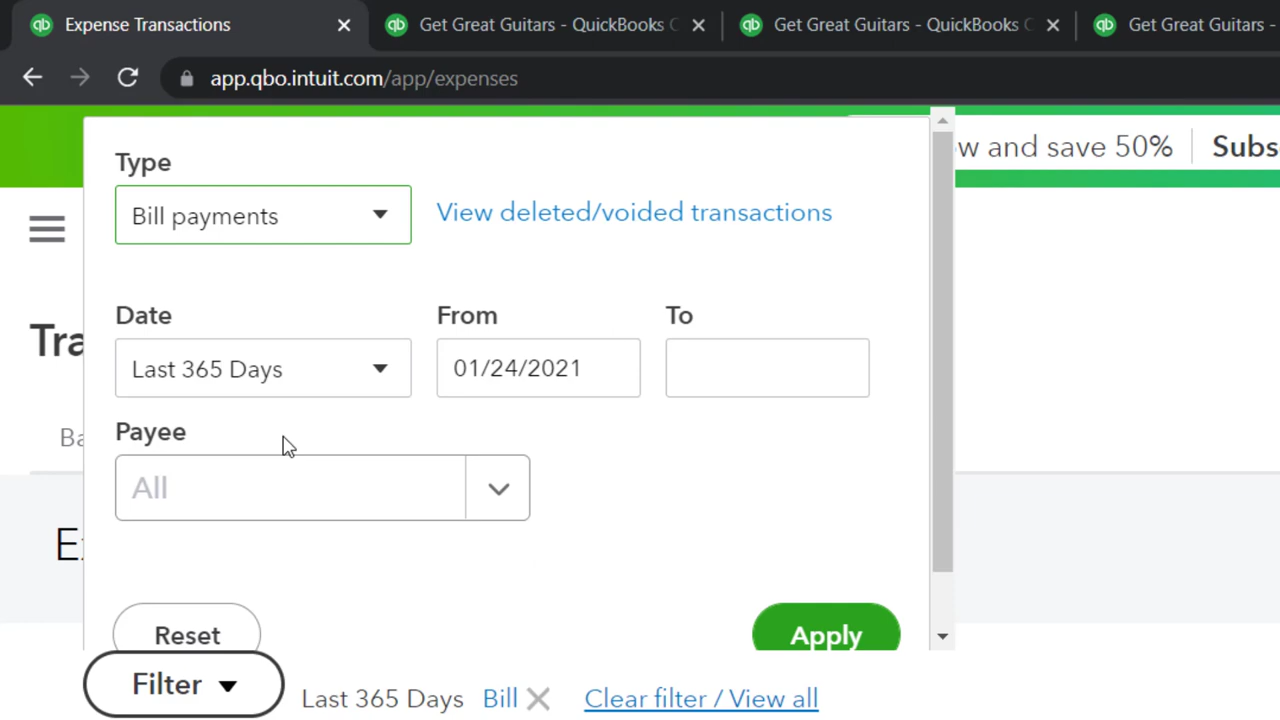 Expense Transactions
Get Great Guitars - QuickBooks
Get Great Guitars - QuickBooks
Get Great Guitars -
app.qbo.intuit.com/app/expenses
and save 50%
Type
Bill payments
View deleted/voided transactions
Date
From
To
Last 365 Days
01/24/2021
Payee
All
Reset
Apply
Filter
Last 365 Days
Bill
Clear filter / View all